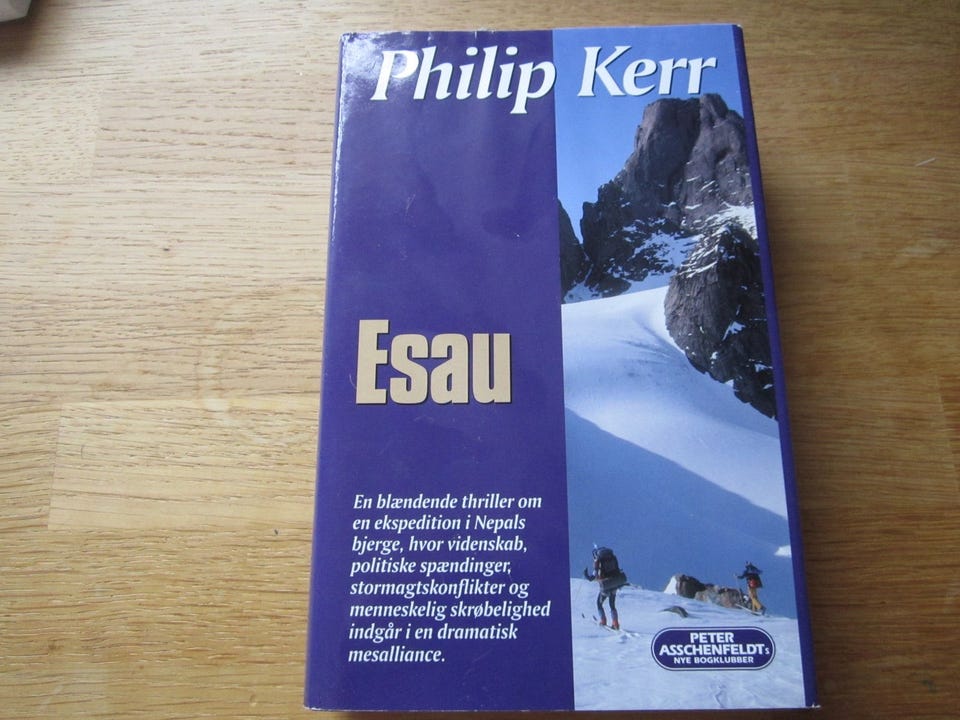 Philip Kerr
Esau
En blændende thriller om
en ekspedition i Nepals
bjerge, hvor videnskab,
politiske spændinger,
stormagtskonflikter og
menneskelig skrøbelighed
indgår i en dramatisk
mesalliance.
PETER
ASSCHENFELDTs
NYE BOGKLUBBER